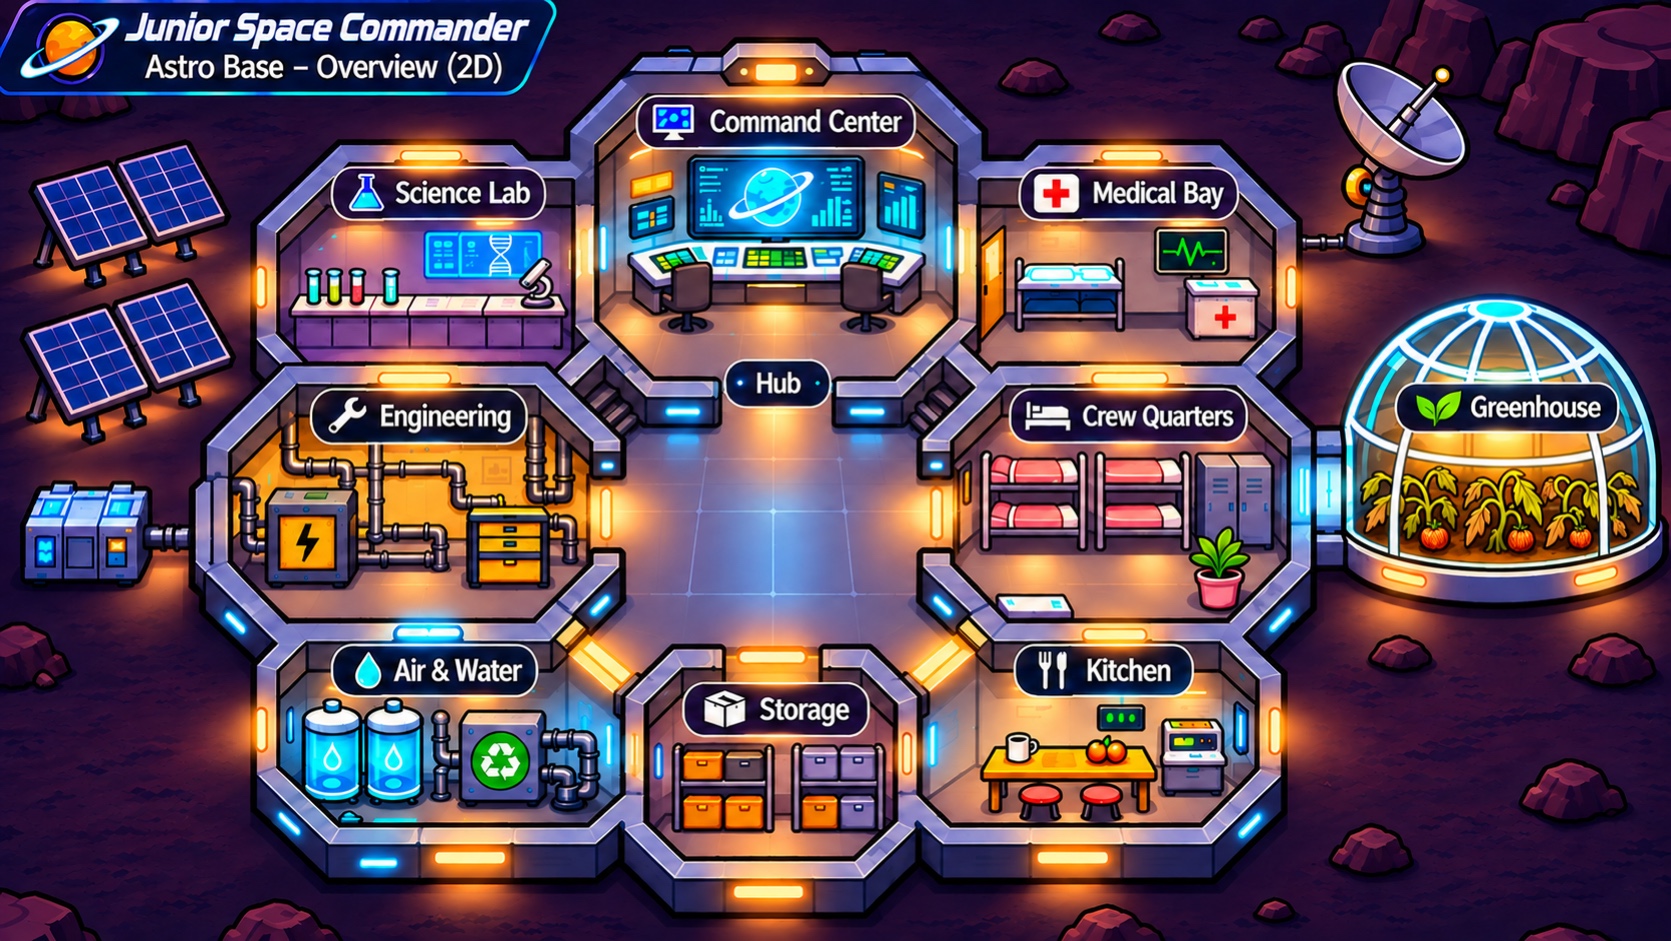 Junior Space Commander
Astro Base – Overview (2D)
Command Center
Science Lab
Medical Bay
Hub
Engineering
Crew Quarters
Greenhouse
Air & Water
Kitchen
Storage